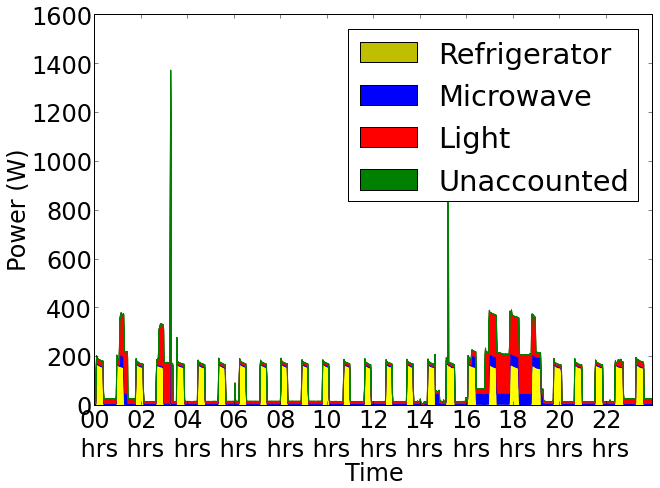 1600
1400
1200
1000
800
600
400
200
0
Power (W)
Refrigerator
Microwave
Light
Unaccounted
00 02 04 06 08 10 12 14 16 18 20 22
hrs hrs hrs hrs hrs hrs hrs hrs hrs hrs hrs hrs
Time